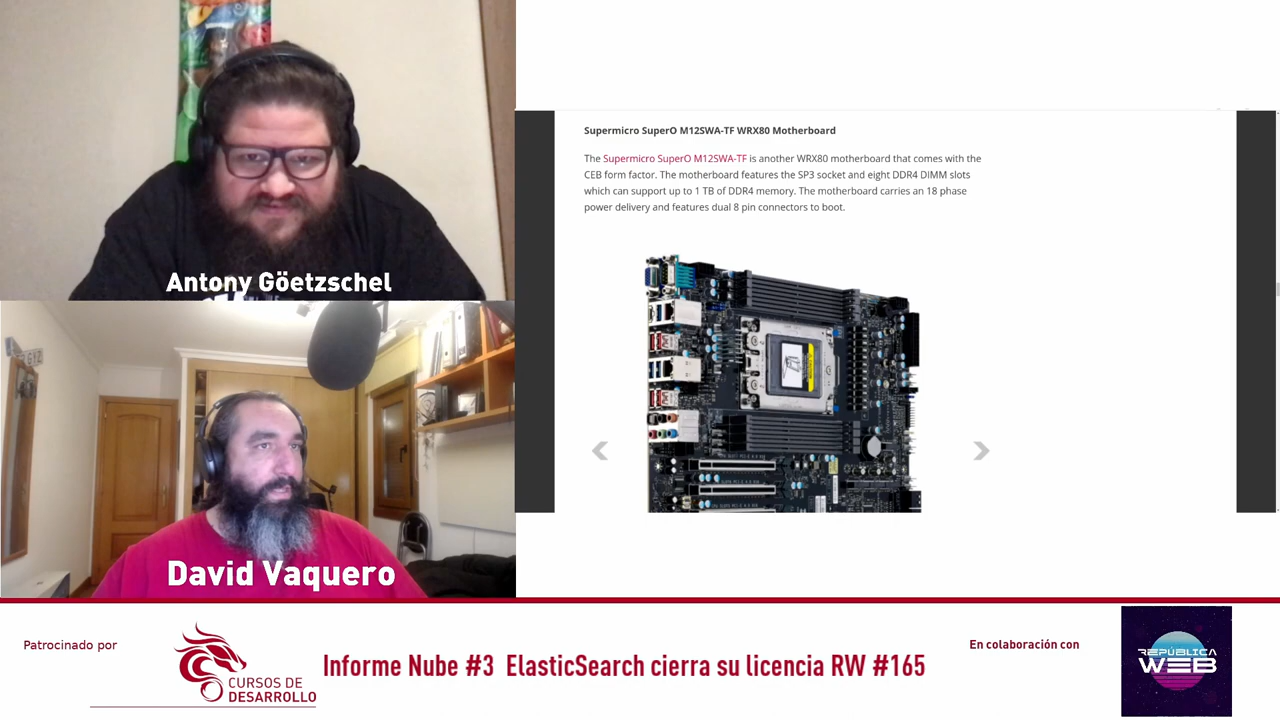 Supermicro SuperO M12SWA-TF WRX80 Motherboard
The Supermicro SuperO M12SWA-TF is another WRX80 motherboard that comes with the
CEB form factor. The motherboard features the SP3 socket and eight DDR4 DIMM slots
which can support up to 1 TB of DDR4 memory. The motherboard carries an 18 phase
power delivery and features dual 8 pin connectors to boot.
Antony Göetzschel
David Vaquero
Patrocinado por
CURSOS DE
DESARROLLO
Informe Nube #3 ElasticSearch cierra su licencia RW #165
En colaboración con
REPÚBLICA
WEB